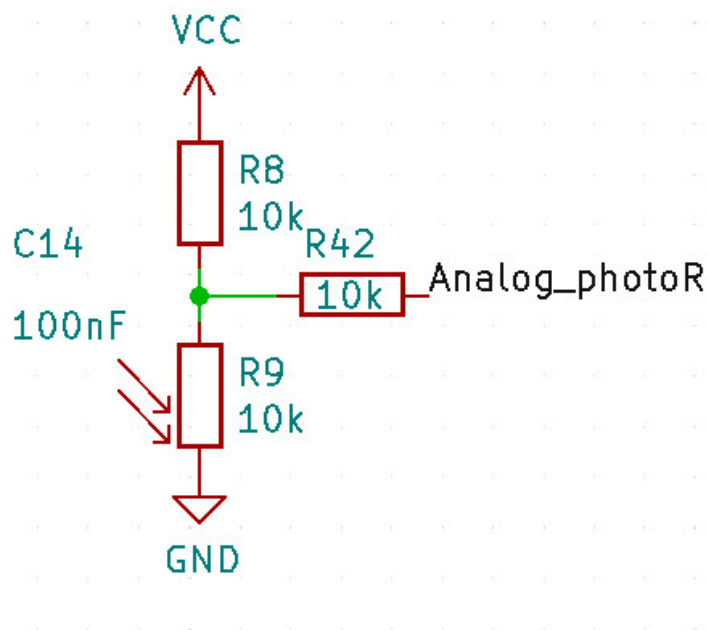 VCC
R8
10k
C14
R42
Analog_photoR
10k
100nF
R9
10k
GND